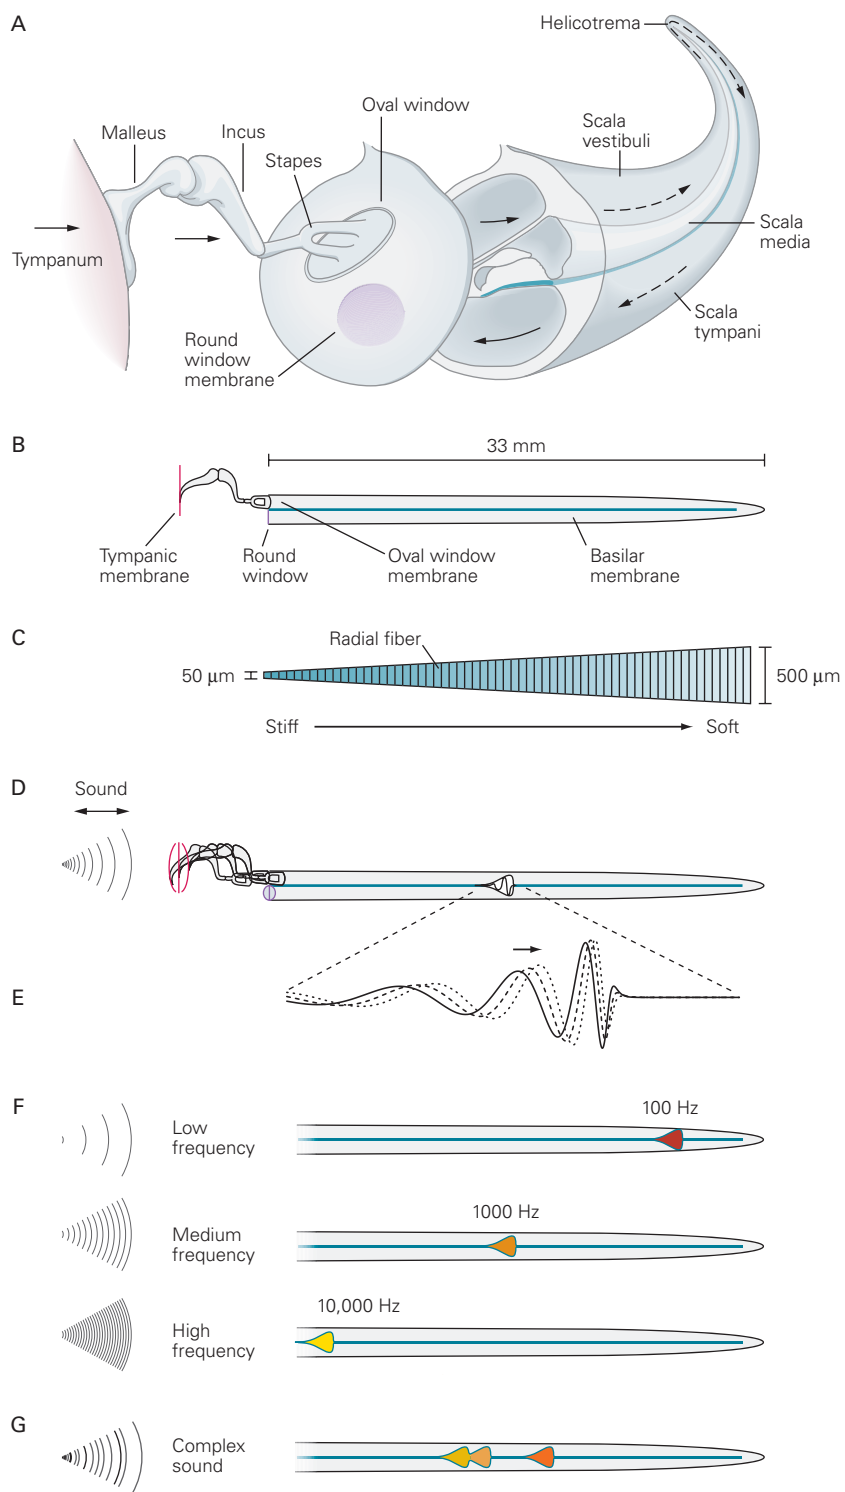 A
Helicotrema
Oval window
Malleus
Incus
Stapes
Scala
vestibuli
Tympanum
Scala
media
Scala
tympani
Round
window
membrane
B
33 mm
Tympanic
membrane
Round
window
Oval window
membrane
Basilar
membrane
C
Radial fiber
50 μm
500 μm
Stiff
Soft
D
Sound
E
F
100 Hz
Low
frequency
1000 Hz
Medium
frequency
10,000 Hz
High
frequency
G
Complex
sound